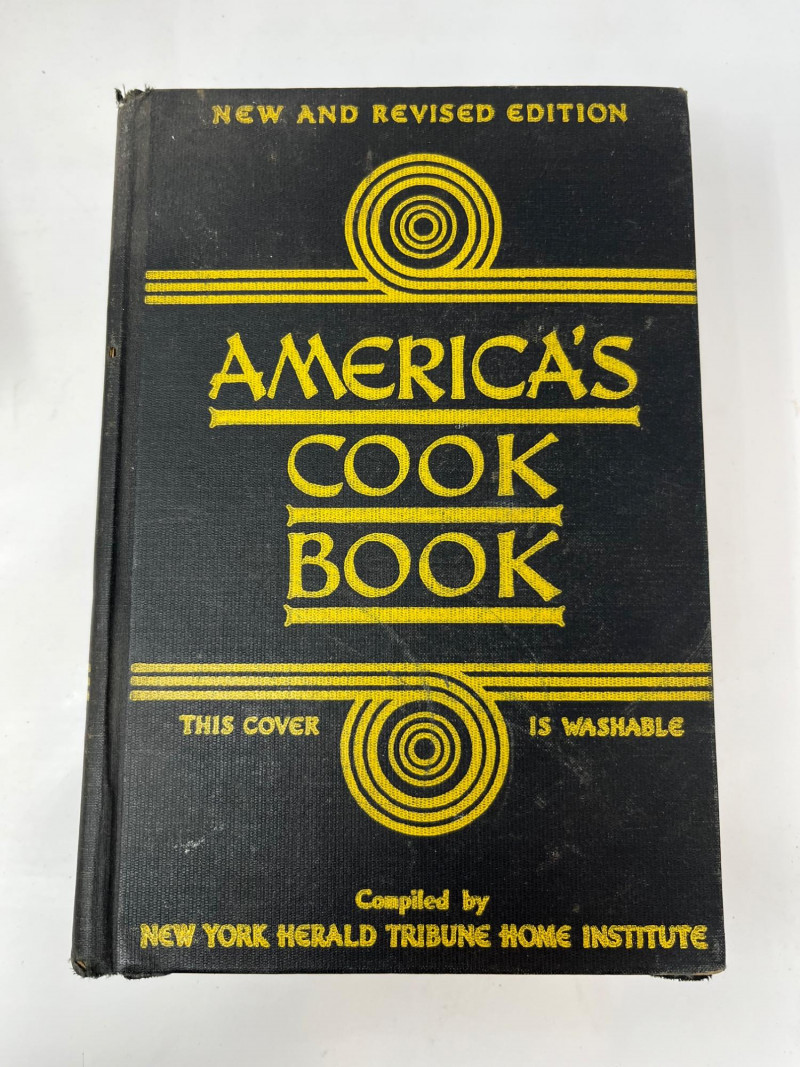 NEW AND REVISED EDITION
AMERICA'S
COOK
BOOK
THIS COVER IS WASHABLE
Compiled by
NEW YORK HERALD TRIBUNE HOME INSTITUTE